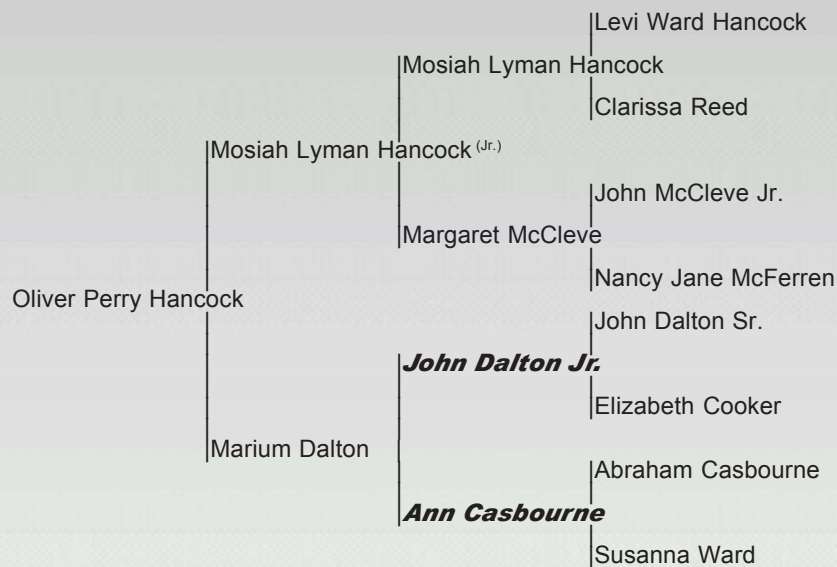 Levi Ward Hancock
Mosiah Lyman Hancock
Clarissa Reed
Mosiah Lyman Hancock (Jr.)
John McCleve Jr.
Margaret McCleve
Nancy Jane McFerren
Oliver Perry Hancock
John Dalton Sr.
John Dalton Jr.
Elizabeth Cooker
Marium Dalton
Abraham Casbourne
Ann Casbourne
Susanna Ward